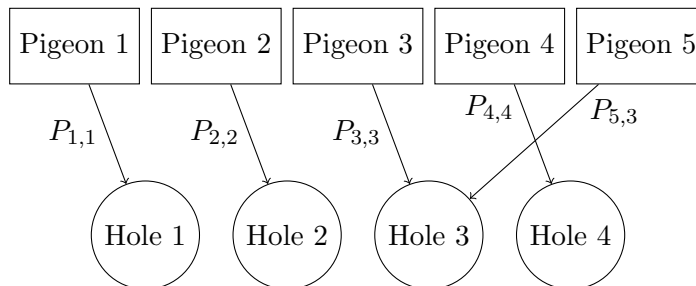 Pigeon 1 Pigeon 2 Pigeon 3 Pigeon 4 Pigeon 5
P_{1,1} P_{2,2} P_{3,3} P_{4,4} P_{5,3}
Hole 1 Hole 2 Hole 3 Hole 4